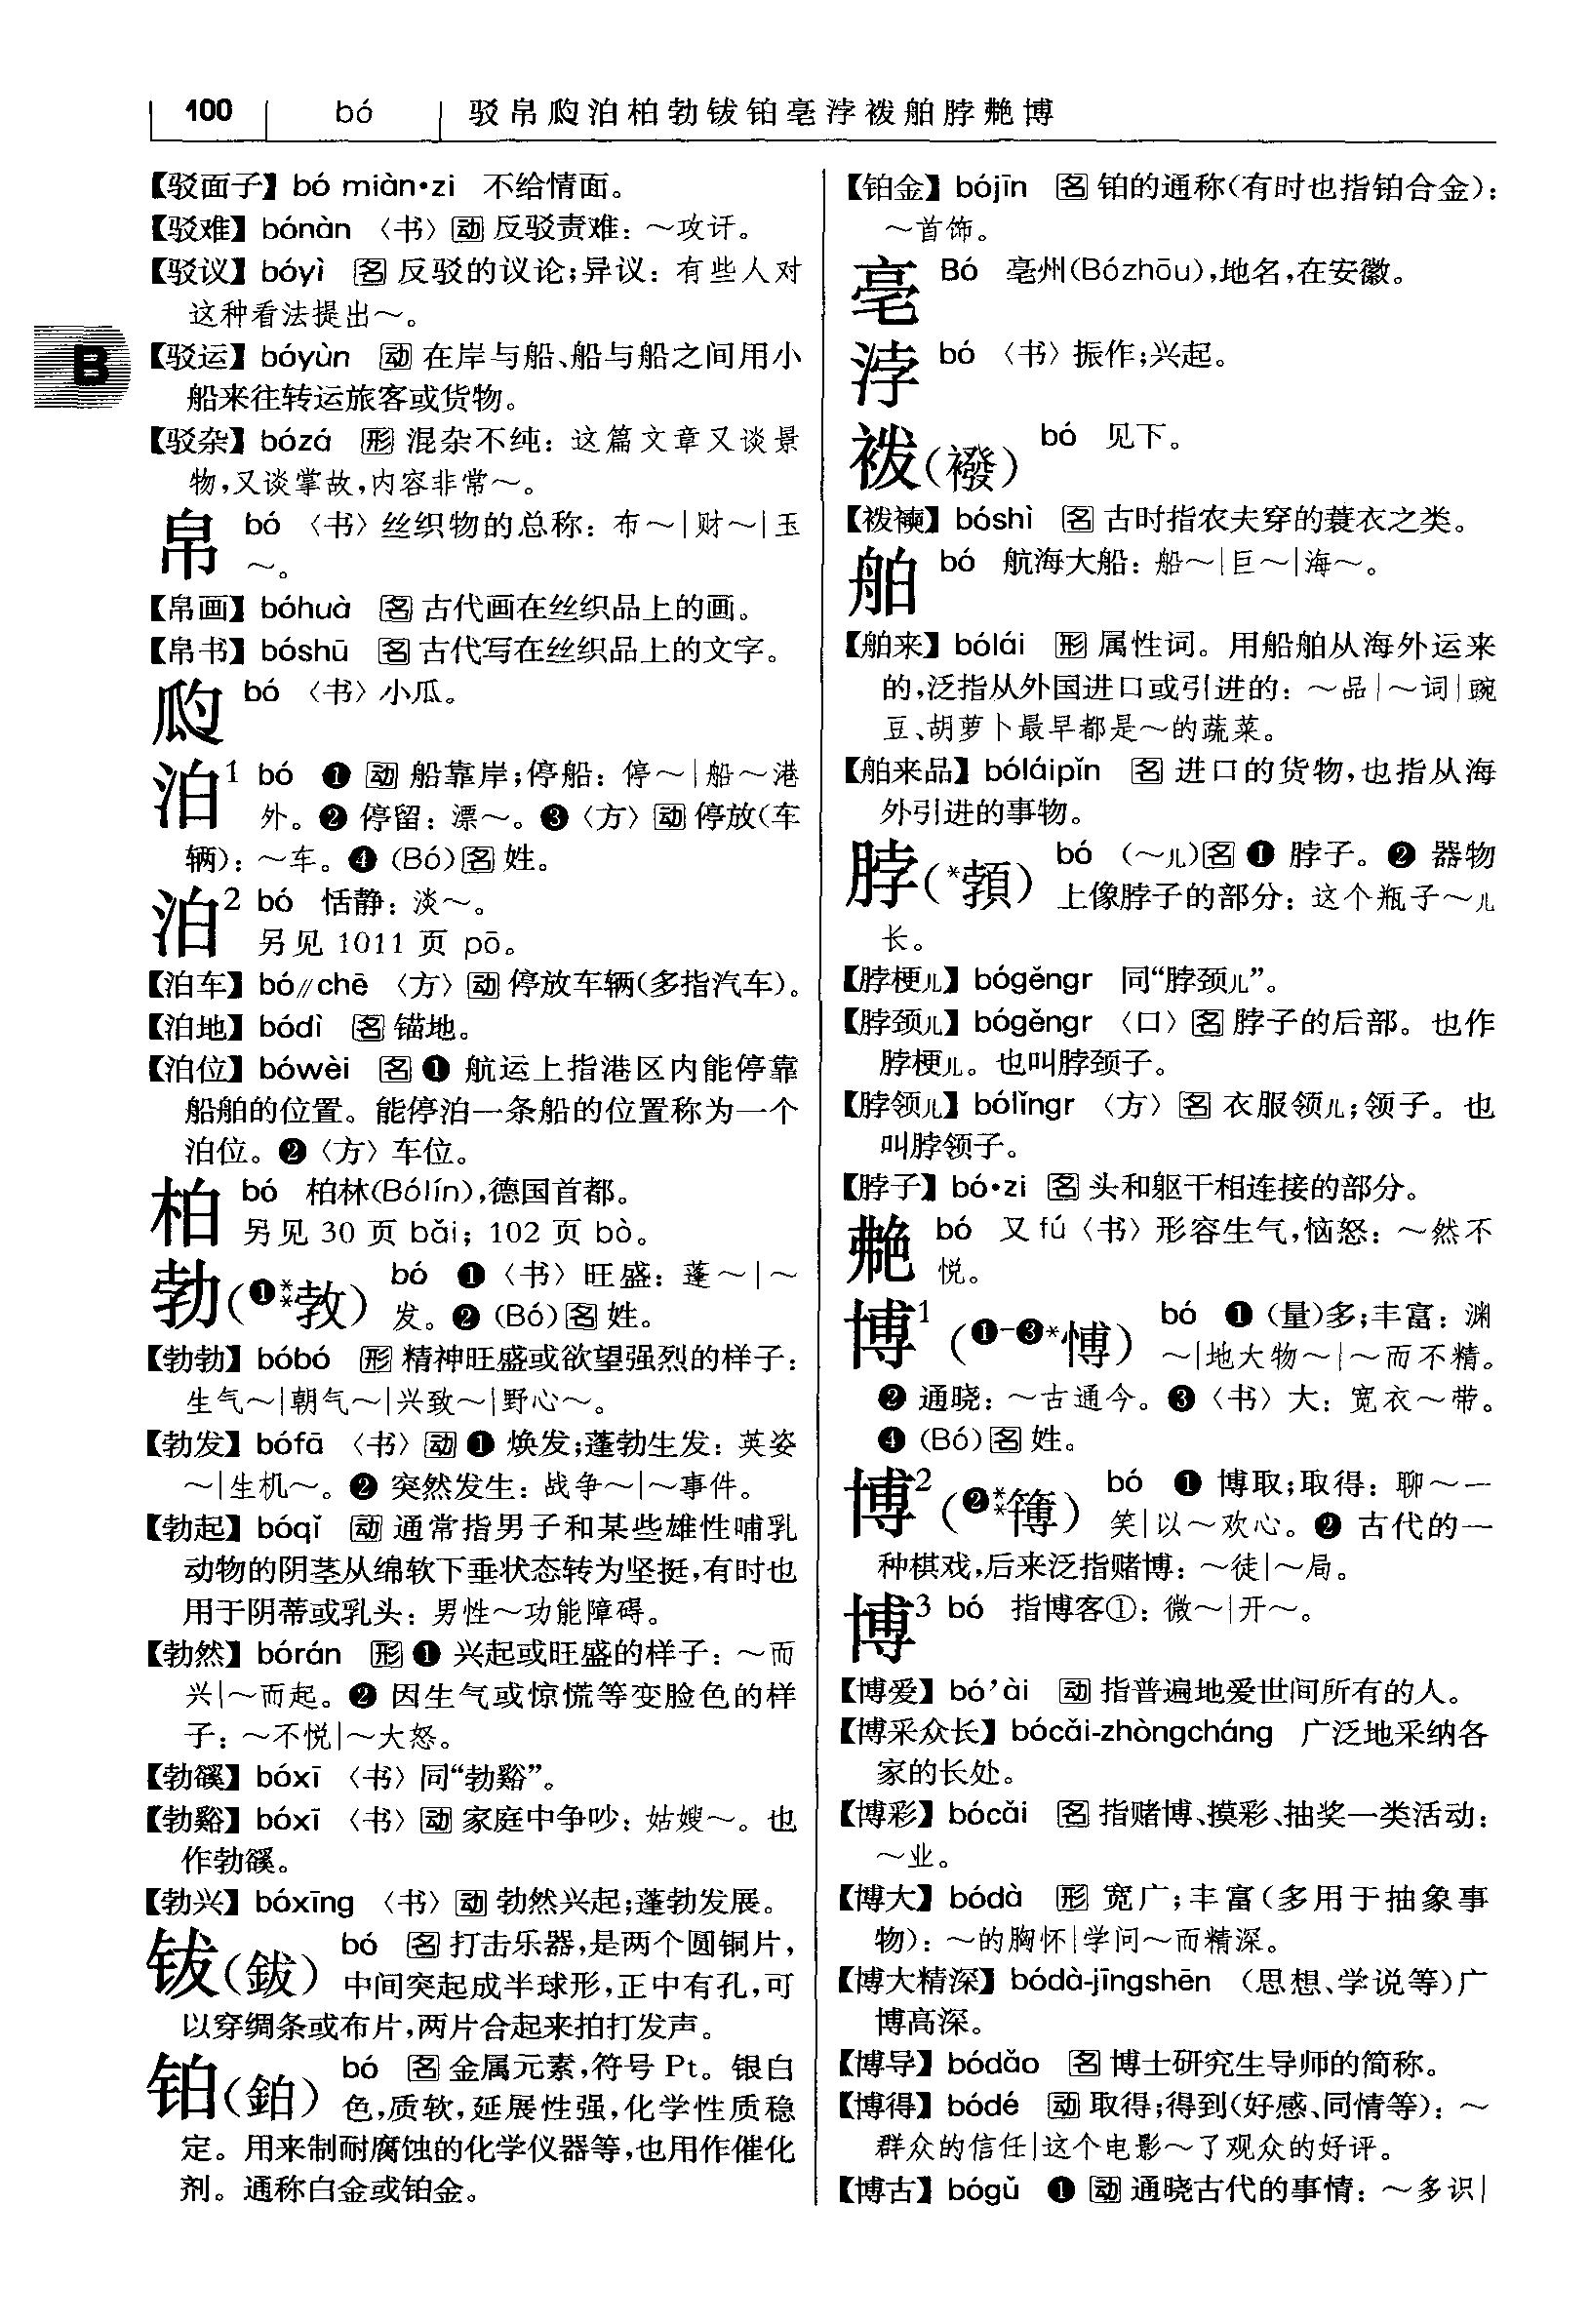 100 bó 驳帛瓝泊柏勃钹铂亳浡袯舶脖艴博
【驳面子】bó miàn·zi 不给情面。
【驳难】bónàn 〈书〉动 反驳责难：～攻讦。
【驳议】bóyì 名 反驳的议论；异议：有些人对
这种看法提出～。
B
【驳运】bóyùn 动 在岸与船、船与船之间用小
船来往转运旅客或货物。
【驳杂】bózá 形 混杂不纯：这篇文章又谈景
物，又谈掌故，内容非常～。
帛 bó 〈书〉丝织物的总称：布～|财～|玉
～。
【帛画】bóhuà 名 古代画在丝织品上的画。
【帛书】bóshū 名 古代写在丝织品上的文字。
瓝 bó 〈书〉小瓜。
泊1 bó ❶ 动 船靠岸；停船：停～|船～港
外。❷ 停留：漂～。❸〈方〉动 停放（车
辆）：～车。❹ (Bó) 名 姓。
泊2 bó 恬静：淡～。
另见 1011 页 pō。
【泊车】bó∥chē 〈方〉动 停放车辆（多指汽车）。
【泊地】bódì 名 锚地。
【泊位】bówèi 名 ❶ 航运上指港区内能停靠
船舶的位置。能停泊一条船的位置称为一个
泊位。❷〈方〉车位。
柏 bó 柏林(Bólín)，德国首都。
另见 30 页 bǎi；102 页 bò。
勃（❶**敄） bó ❶〈书〉旺盛：蓬～|～
发。❷ (Bó) 名 姓。
【勃勃】bóbó 形 精神旺盛或欲望强烈的样子：
生气～|朝气～|兴致～|野心～。
【勃发】bófā 〈书〉动 ❶ 焕发；蓬勃生发：英姿
～|生机～。❷ 突然发生：战争～|～事件。
【勃起】bóqǐ 动 通常指男子和某些雄性哺乳
动物的阴茎从绵软下垂状态转为坚挺，有时也
用于阴蒂或乳头：男性～功能障碍。
【勃然】bórán 形 ❶ 兴起或旺盛的样子：～而
兴|～而起。❷ 因生气或惊慌等变脸色的样
子：～不悦|～大怒。
【勃豀】bóxī 〈书〉同“勃谿”。
【勃谿】bóxī 〈书〉动 家庭中争吵：姑嫂～。也
作勃豀。
【勃兴】bóxīng 〈书〉动 勃然兴起；蓬勃发展。
钹（鈸） bó 名 打击乐器，是两个圆铜片，
中间突起成半球形，正中有孔，可
以穿绸条或布片，两片合起来拍打发声。
铂（鉑） bó 名 金属元素，符号 Pt。银白
色，质软，延展性强，化学性质稳
定。用来制耐腐蚀的化学仪器等，也用作催化
剂。通称白金或铂金。
【铂金】bójīn 名 铂的通称（有时也指铂合金）：
～首饰。
亳 Bó 亳州(Bózhōu)，地名，在安徽。
浡 bó 〈书〉振作；兴起。
袯（襏） bó 见下。
【袯襫】bóshì 名 古时指农夫穿的蓑衣之类。
舶 bó 航海大船：船～|巨～|海～。
【舶来】bólái 形 属性词。用船舶从海外运来
的，泛指从外国进口或引进的：～品|～词|豌
豆、胡萝卜最早都是～的蔬菜。
【舶来品】bóláipǐn 名 进口的货物，也指从海
外引进的事物。
脖（*頱） bó （～儿）名 ❶ 脖子。❷ 器物
上像脖子的部分：这个瓶子～儿
长。
【脖梗儿】bógěngr 同“脖颈儿”。
【脖颈儿】bógěngr 〈口〉名 脖子的后部。也作
脖梗儿。也叫脖颈子。
【脖领儿】bólǐngr 〈方〉名 衣服领儿；领子。也
叫脖领子。
【脖子】bó·zi 名 头和躯干相连接的部分。
艴 bó 又 fú〈书〉形容生气，恼怒：～然不
悦。
博1（❶-❸*愽） bó ❶（量）多；丰富：渊
～|地大物～|～而不精。
❷ 通晓：～古通今。❸〈书〉大：宽衣～带。
❹ (Bó) 名 姓。
博2（❷**簙） bó ❶ 博取；取得：聊～一
笑|以～欢心。❷ 古代的一
种棋戏，后来泛指赌博：～徒|～局。
博3 bó 指博客①：微～|开～。
【博爱】bó’ài 动 指普遍地爱世间所有的人。
【博采众长】bócǎi-zhòngcháng 广泛地采纳各
家的长处。
【博彩】bócǎi 名 指赌博、摸彩、抽奖一类活动：
～业。
【博大】bódà 形 宽广；丰富（多用于抽象事
物）：～的胸怀|学问～而精深。
【博大精深】bódà-jīngshēn （思想、学说等）广
博高深。
【博导】bódǎo 名 博士研究生导师的简称。
【博得】bódé 动 取得；得到（好感、同情等）：～
群众的信任|这个电影～了观众的好评。
【博古】bógǔ ❶ 动 通晓古代的事情：～多识|